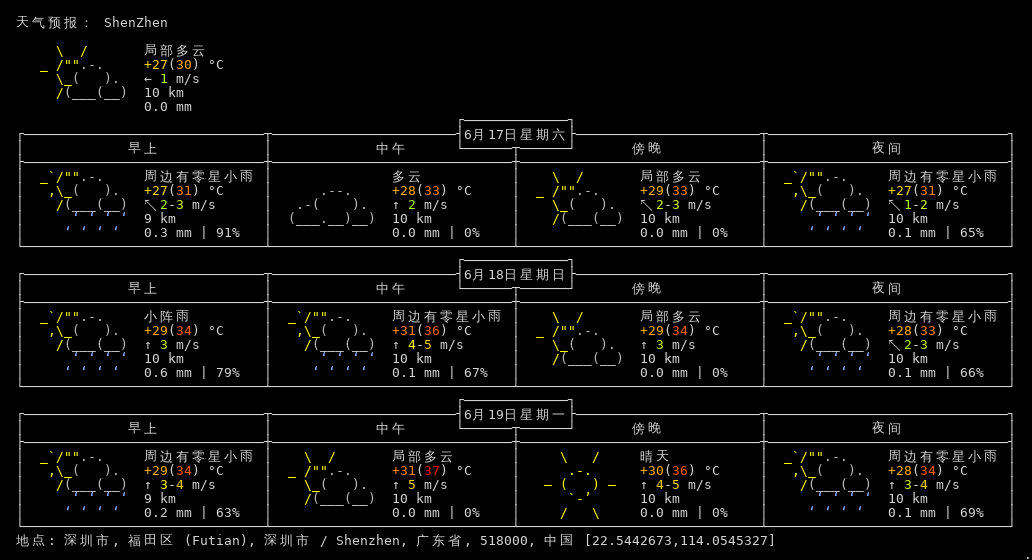 天气预报： ShenZhen
局部多云
+27(30) °C
← 1 m/s
10 km
0.0 mm
6月17日星期六
早上 中午 傍晚 夜间
周边有零星小雨 多云 局部多云 周边有零星小雨
+27(31) °C +28(33) °C +29(33) °C +27(31) °C
↖ 2-3 m/s ↑ 2 m/s ↖ 2-3 m/s ↖ 1-2 m/s
9 km 10 km 10 km 10 km
0.3 mm | 91% 0.0 mm | 0% 0.0 mm | 0% 0.1 mm | 65%
6月18日星期日
早上 中午 傍晚 夜间
小阵雨 周边有零星小雨 局部多云 周边有零星小雨
+29(34) °C +31(36) °C +29(34) °C +28(33) °C
↑ 3 m/s ↑ 4-5 m/s ↑ 3 m/s ↖ 2-3 m/s
10 km 10 km 10 km 10 km
0.6 mm | 79% 0.1 mm | 67% 0.0 mm | 0% 0.1 mm | 66%
6月19日星期一
早上 中午 傍晚 夜间
周边有零星小雨 局部多云 晴天 周边有零星小雨
+29(34) °C +31(37) °C +30(36) °C +28(34) °C
↑ 3-4 m/s ↑ 5 m/s ↑ 4-5 m/s ↑ 3-4 m/s
9 km 10 km 10 km 10 km
0.2 mm | 63% 0.0 mm | 0% 0.0 mm | 0% 0.1 mm | 69%
地点: 深圳市, 福田区 (Futian), 深圳市 / Shenzhen, 广东省, 518000, 中国 [22.5442673,114.0545327]